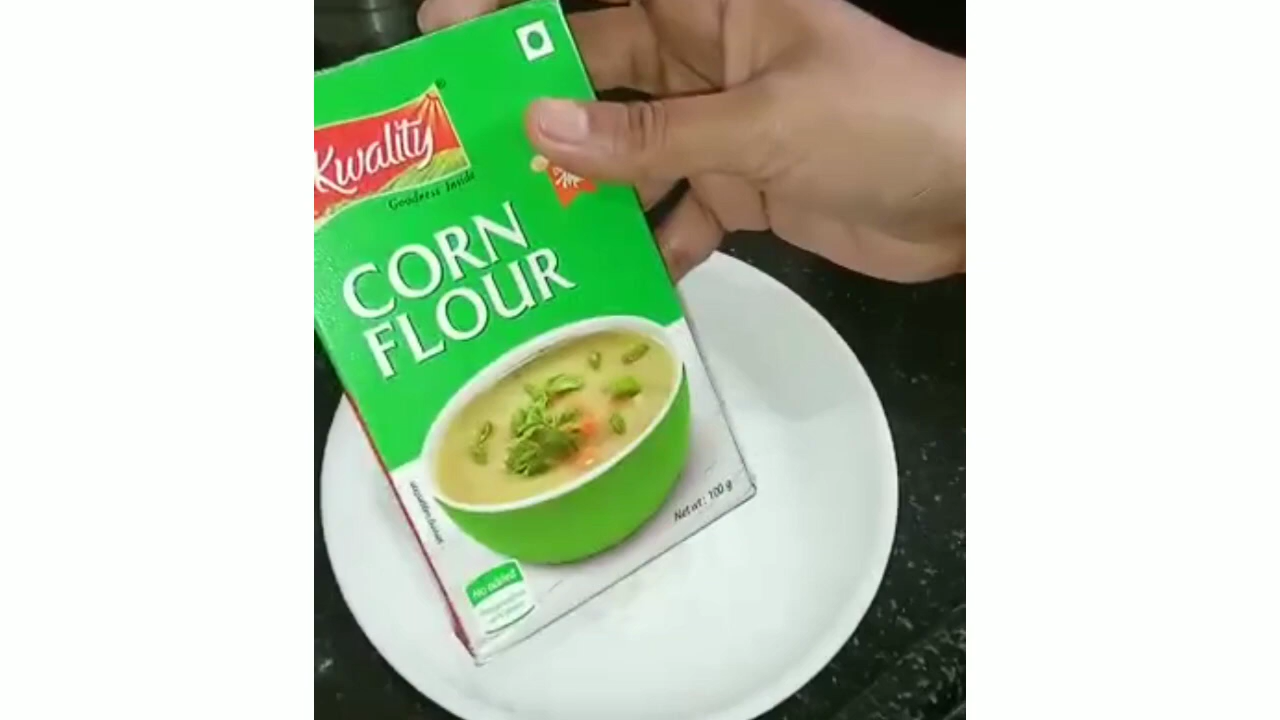 Kwality
Goodness Inside
CORN
FLOUR
Net wt: 100 g
No added